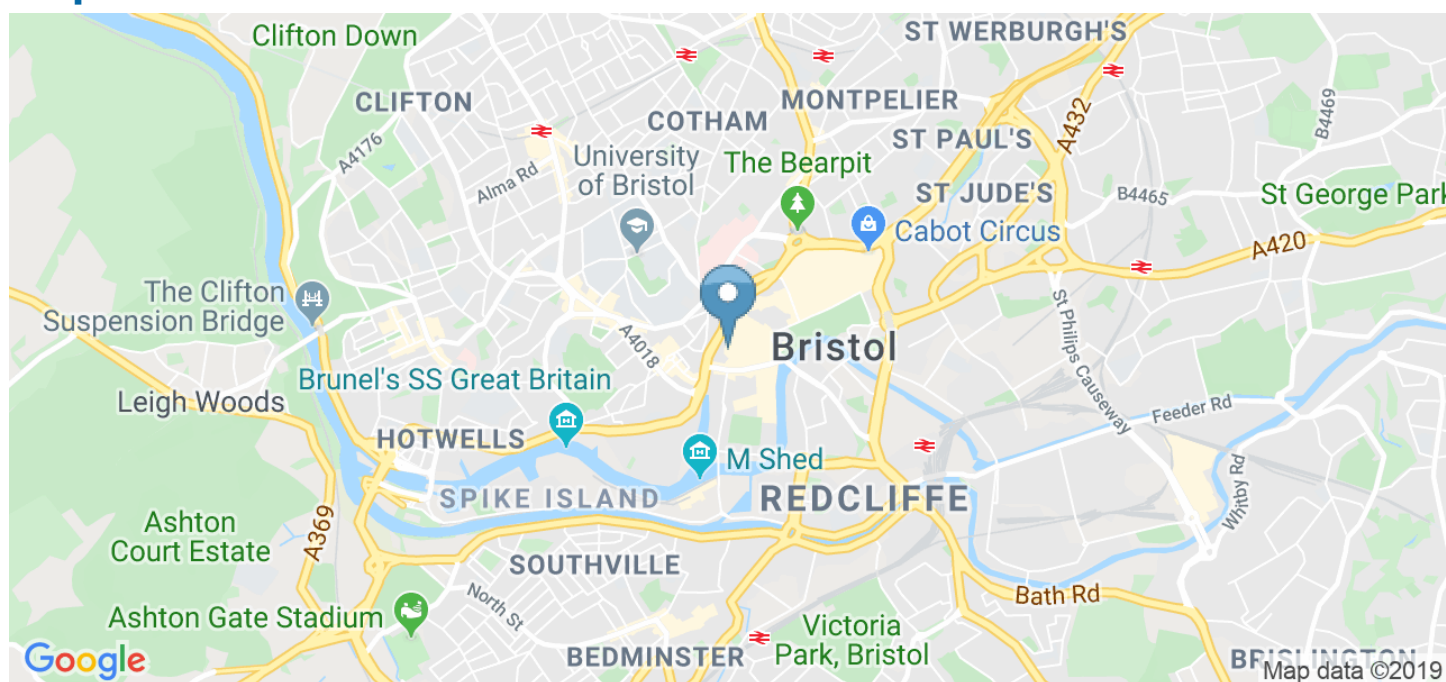 Clifton Down
ST WERBURGH'S
CLIFTON
MONTPELIER
COTHAM
ST PAUL'S
A432
B4469
A4176
Alma Rd
University
of Bristol
The Bearpit
ST JUDE'S
B4465
St George Park
Cabot Circus
A420
The Clifton
Suspension Bridge
A4018
Bristol
St Philips Causeway
Brunel's SS Great Britain
Leigh Woods
Feeder Rd
HOTWELLS
M Shed
Whitby Rd
SPIKE ISLAND
REDCLIFFE
Ashton
Court Estate
A369
SOUTHVILLE
North St
Bath Rd
Ashton Gate Stadium
Victoria
Park, Bristol
BEDMINSTER
BRISLINGTON
Google
Map data ©2019